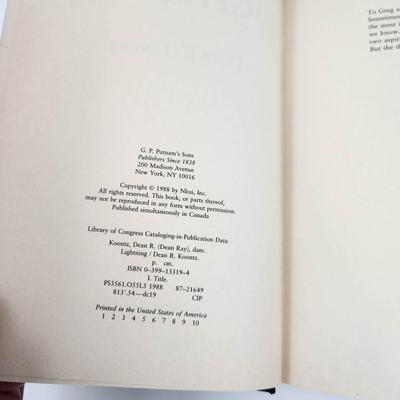 G. P. Putnam's Sons
Publishers Since 1838
200 Madison Avenue
New York, NY 10016
Copyright © 1988 by Nkui, Inc.
All rights reserved. This book, or parts thereof,
may not be reproduced in any form without permission.
Published simultaneously in Canada
Library of Congress Cataloging-in-Publication Data
Koontz, Dean R. (Dean Ray), date.
Lightning / Dean R. Koontz.
p. cm.
ISBN 0-399-13319-4
I. Title.
PS3561.O55L5 1988 87-21649
813'.54—dc19 CIP
Printed in the United States of America
1 2 3 4 5 6 7 8 9 10
To Greg a
Sometimes
the most i
we know.
two aspir
But the th